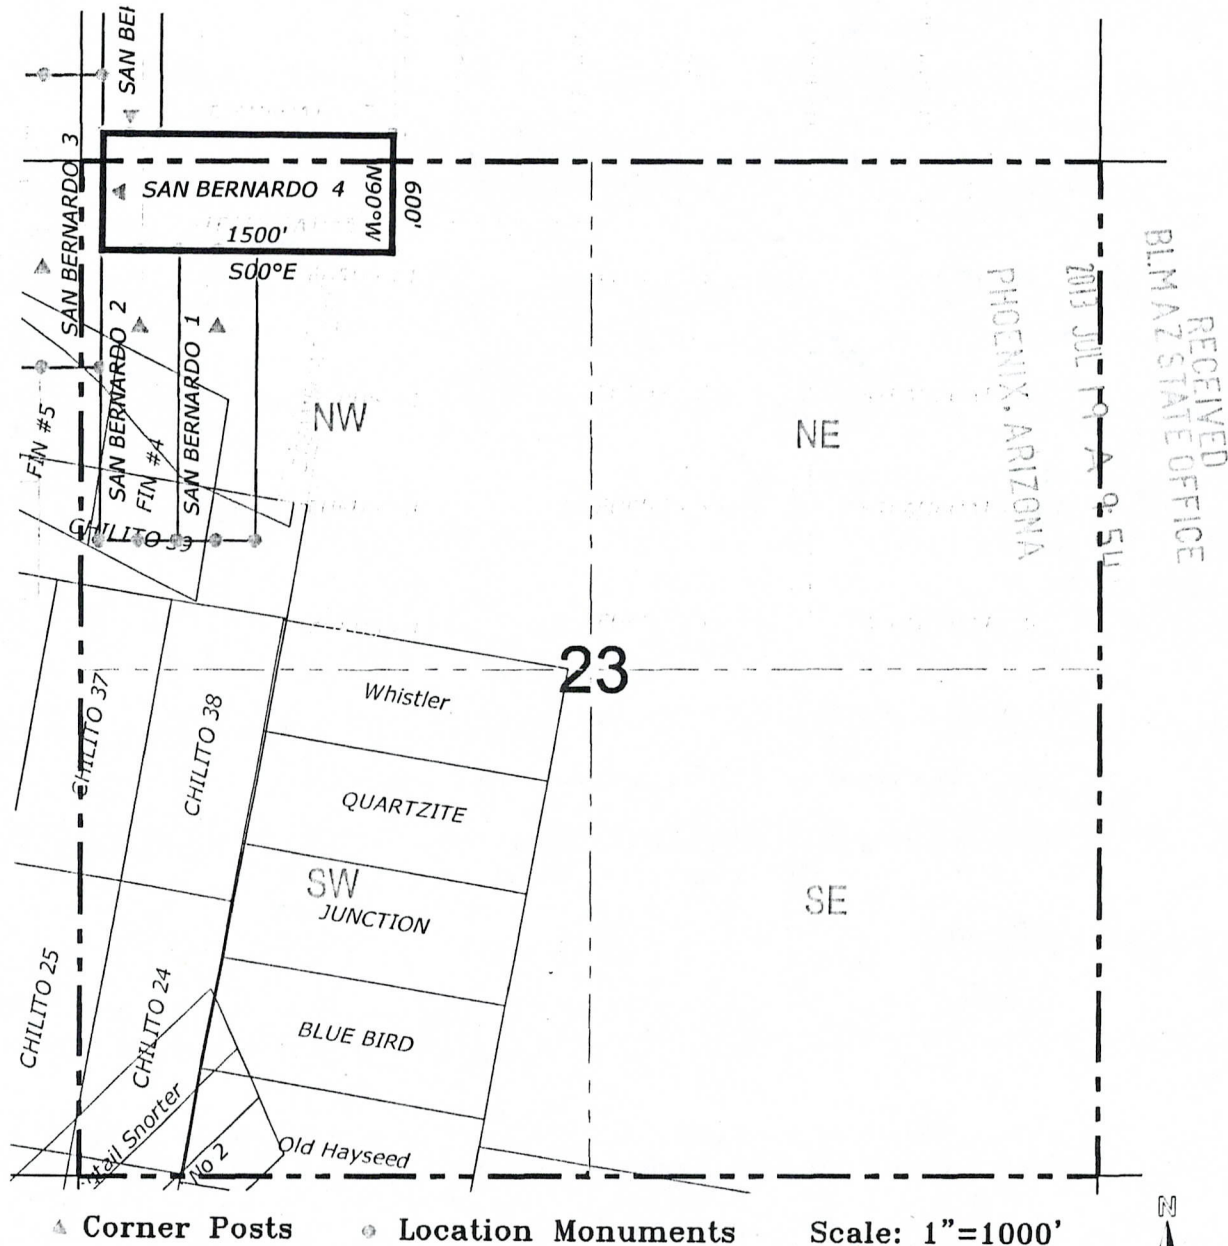 SAN BER
SAN BERNARDO 3
SAN BERNARDO 4
1500'
N90°W
600'
S00°E
SAN BERNARDO 2
SAN BERNARDO 1
FIN #5
FIN #4
CHILITO 39
NW
NE
23
CHILITO 37
CHILITO 38
Whistler
QUARTZITE
SW
JUNCTION
SE
CHILITO 25
CHILITO 24
BLUE BIRD
tail Snorter
No 2
Old Hayseed
RECEIVED
BLM AZ STATE OFFICE
2013 JUL 19 A 9:54
PHOENIX, ARIZONA
Corner Posts
Location Monuments
Scale: 1"=1000'
N